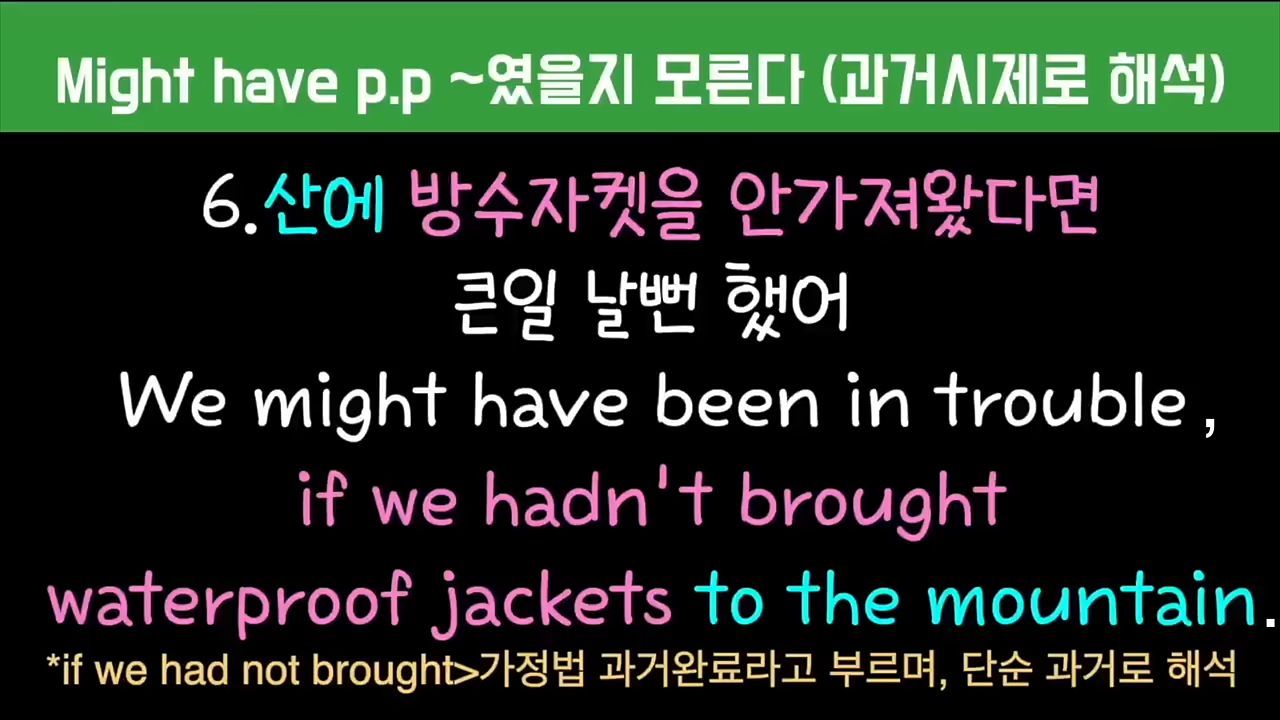 Might have p.p ~였을지 모른다 (과거시제로 해석)
6.산에 방수자켓을 안가져왔다면
큰일 날뻔 했어
We might have been in trouble ,
if we hadn't brought
waterproof jackets to the mountain.
*if we had not brought>가정법 과거완료라고 부르며, 단순 과거로 해석